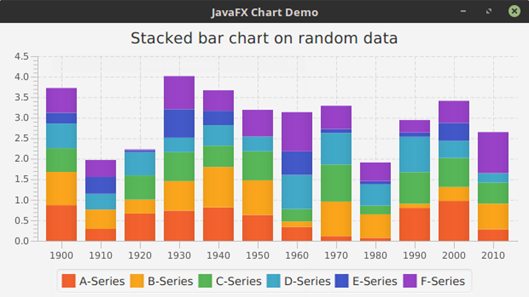 JavaFX Chart Demo
Stacked bar chart on random data
4.5
4.0
3.5
3.0
2.5
2.0
1.5
1.0
0.5
0.0
1900 1910 1920 1930 1940 1950 1960 1970 1980 1990 2000 2010
A-Series B-Series C-Series D-Series E-Series F-Series